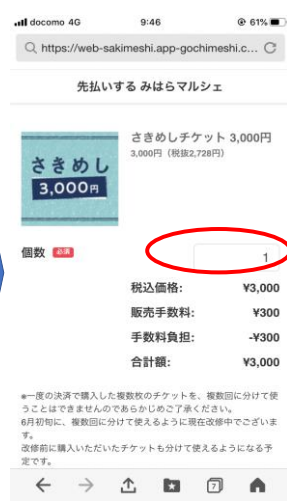 docomo 4G 9:46 61%
https://web-sakimeshi.app-gochimeshi.c...
先払いする みはらマルシェ
さきめしチケット 3,000円
3,000円（税抜2,728円）
さきめし
3,000円
個数 必須
1
税込価格: ¥3,000
販売手数料: ¥300
手数料負担: -¥300
合計額: ¥3,000
※一度の決済で購入した複数枚のチケットを、複数回に分けて使
うことはできませんのであらかじめご了承ください。
6月初旬に、複数回に分けて使えるように現在改修中でございま
す。
改修前に購入いただいたチケットも分けて使えるようになる予
定です。
7